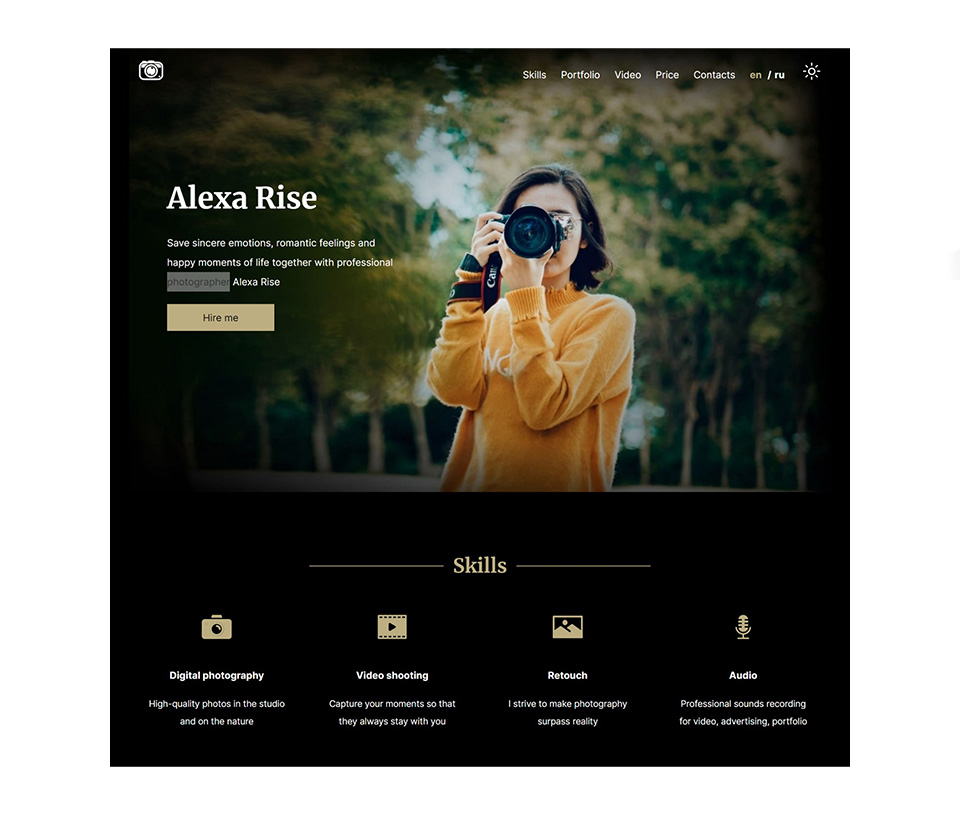 Skills Portfolio Video Price Contacts en / ru
Alexa Rise
Save sincere emotions, romantic feelings and
happy moments of life together with professional
photographer Alexa Rise
Hire me
Skills
Digital photography
High-quality photos in the studio
and on the nature
Video shooting
Capture your moments so that
they always stay with you
Retouch
I strive to make photography
surpass reality
Audio
Professional sounds recording
for video, advertising, portfolio